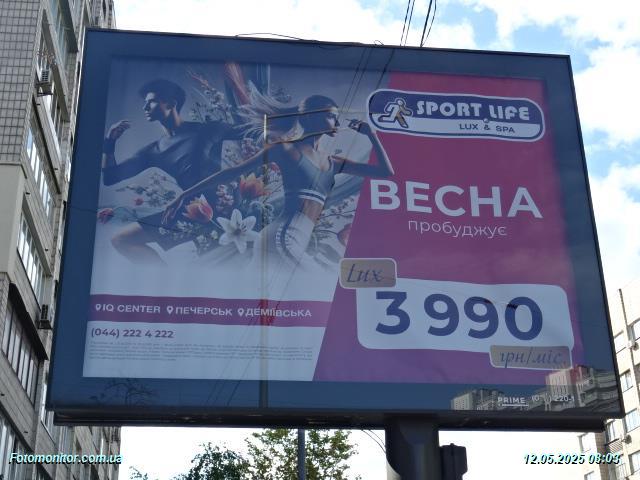 SPORT LIFE
LUX & SPA
ВЕСНА
пробуджує
Lux
3 990
грн/міс.
IQ CENTER ПЕЧЕРСЬК ДЕМІЇВСЬКА
(044) 222 4 222
PRIME
Fotomonitor.com.ua
12.05.2025 08:03